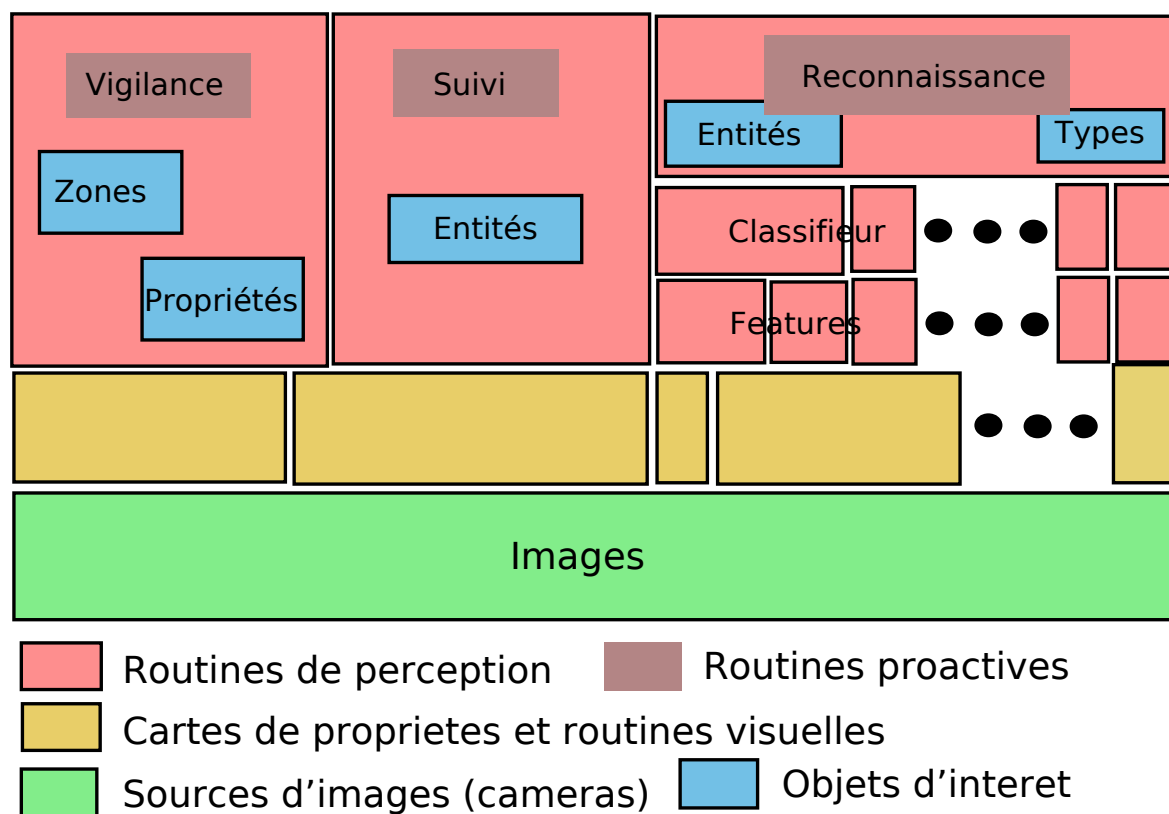 Vigilance
Suivi
Reconnaissance
Entités
Types
Zones
Entités
Classifieur
Propriétés
Features
Images
Routines de perception
Routines proactives
Cartes de proprietes et routines visuelles
Sources d’images (cameras)
Objets d’interet